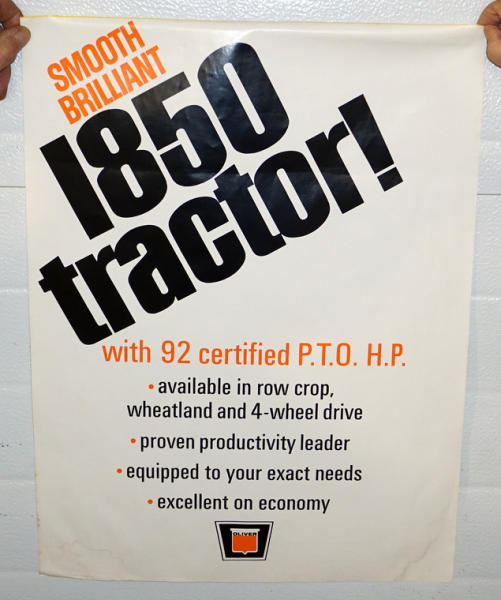 SMOOTH
BRILLIANT
1850
tractor!
with 92 certified P.T.O. H.P.
• available in row crop,
wheatland and 4-wheel drive
• proven productivity leader
• equipped to your exact needs
• excellent on economy
OLIVER